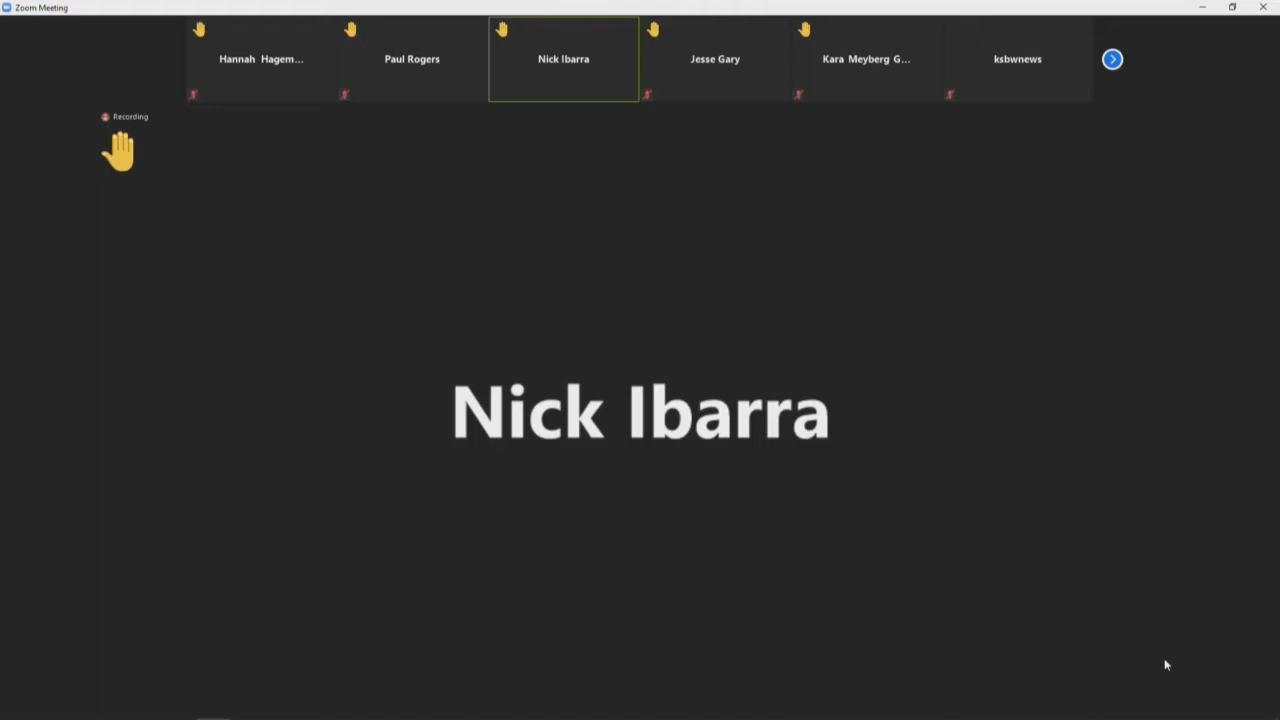 Zoom Meeting
Hannah Hagem...
Paul Rogers
Nick Ibarra
Jesse Gary
Kara Meyberg G...
ksbwnews
Recording
Nick Ibarra